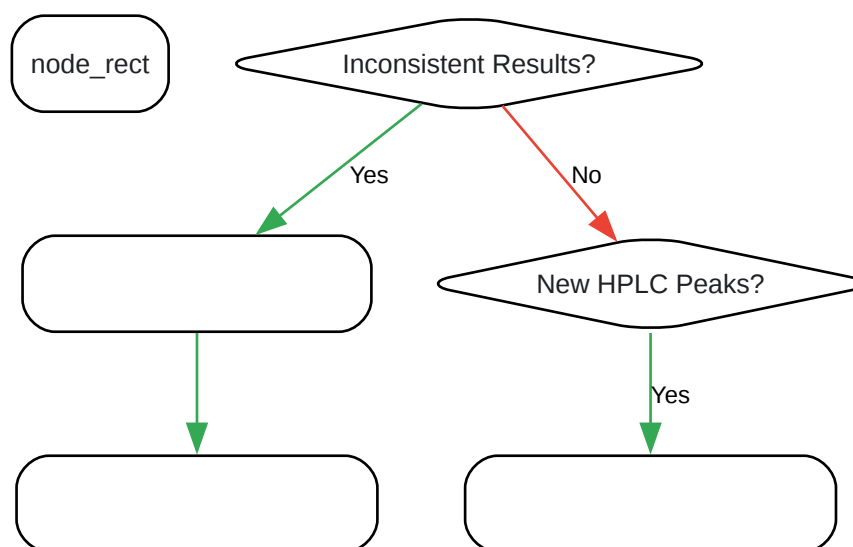 node_rect
Inconsistent Results?
Yes
No
New HPLC Peaks?
Yes